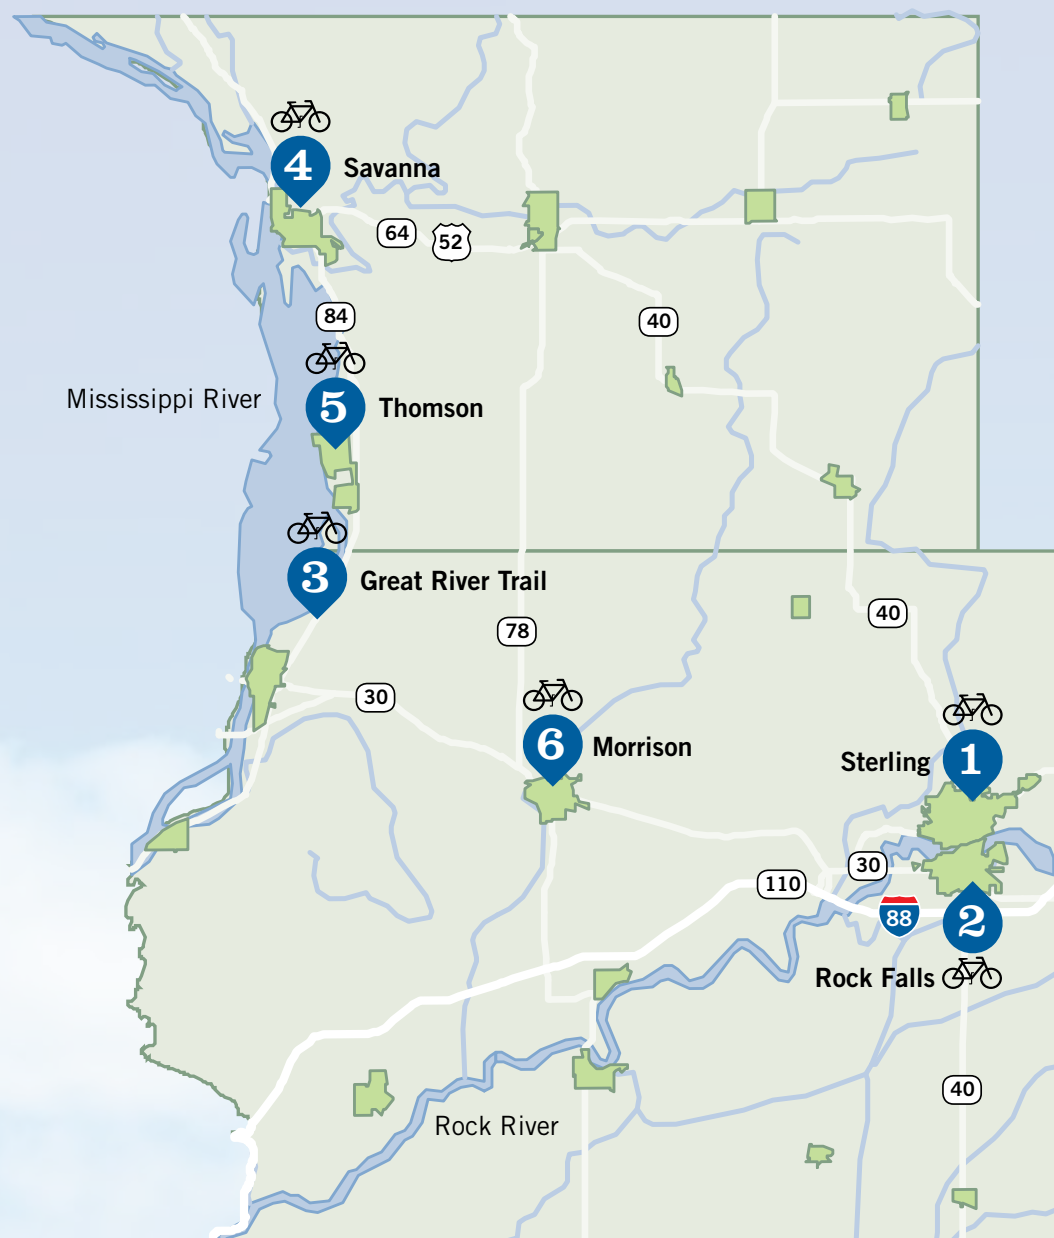 4
Savanna
64
52
84
40
Mississippi River
5
Thomson
3
Great River Trail
40
78
30
6
Morrison
Sterling
1
30
110
88
2
Rock Falls
40
Rock River